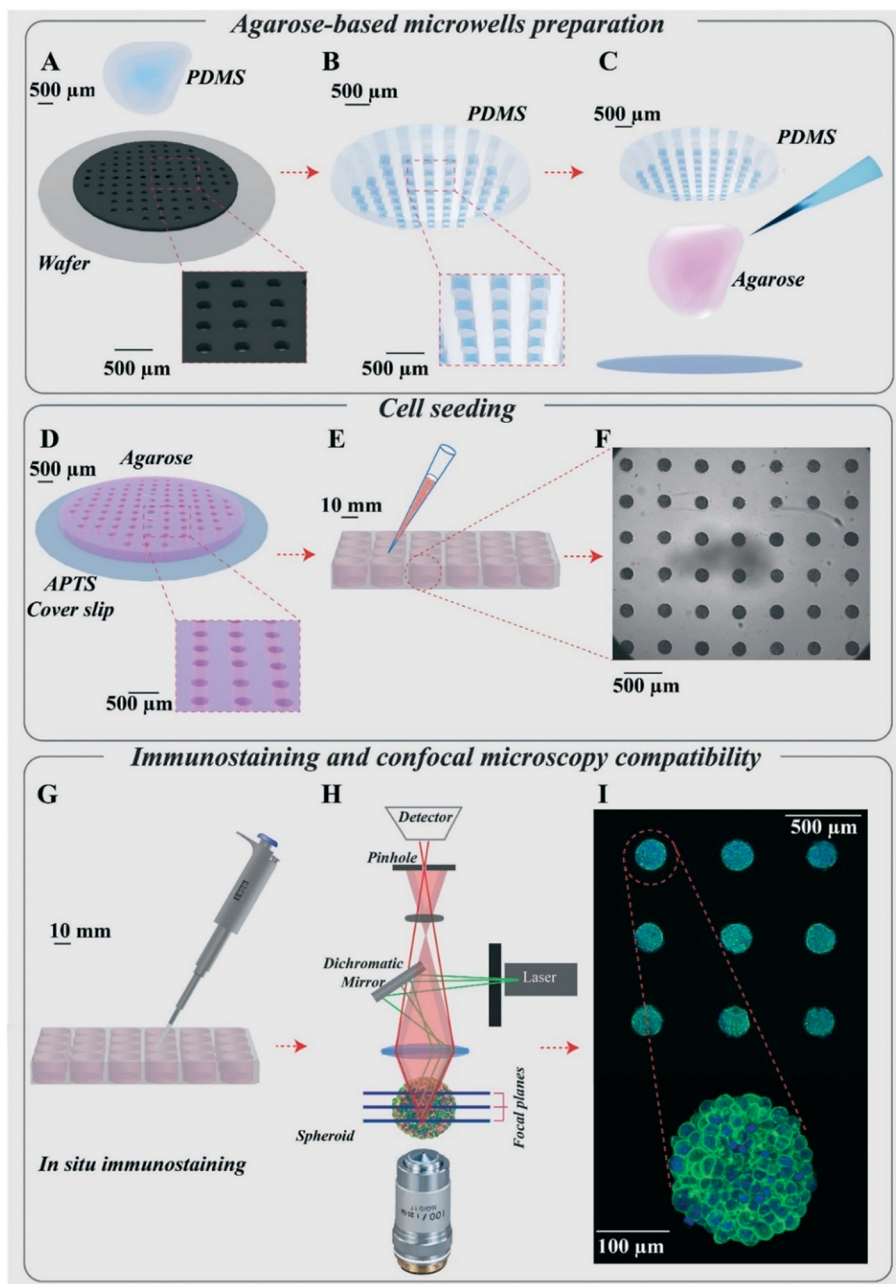 Agarose-based microwells preparation
A
500 µm
PDMS
Wafer
500 µm
B
500 µm
PDMS
500 µm
C
500 µm
PDMS
Agarose
Cell seeding
D
500 µm
Agarose
APTS
Cover slip
500 µm
E
10 mm
F
500 µm
Immunostaining and confocal microscopy compatibility
G
10 mm
In situ immunostaining
H
Detector
Pinhole
Dichromatic
Mirror
Laser
Focal planes
Spheroid
I
500 µm
100 µm